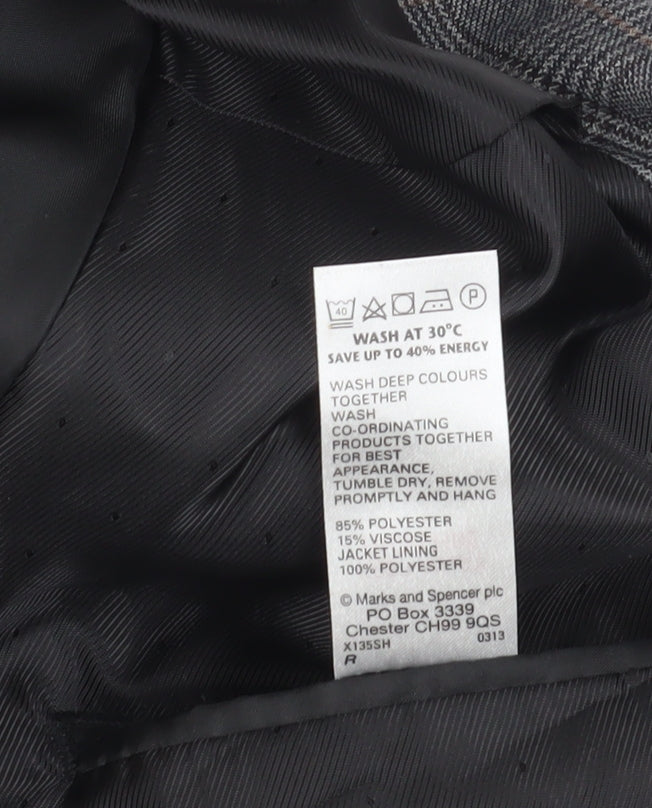 40 P
WASH AT 30°C
SAVE UP TO 40% ENERGY
WASH DEEP COLOURS
TOGETHER
WASH
CO-ORDINATING
PRODUCTS TOGETHER
FOR BEST
APPEARANCE,
TUMBLE DRY, REMOVE
PROMPTLY AND HANG
85% POLYESTER
15% VISCOSE
JACKET LINING
100% POLYESTER
© Marks and Spencer plc
PO Box 3339
Chester CH99 9QS
X135SH 0313
R